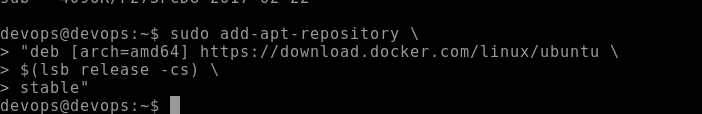 devops@devops:~$ sudo add-apt-repository \
> "deb [arch=amd64] https://download.docker.com/linux/ubuntu \
> $(lsb release -cs) \
> stable"
devops@devops:~$